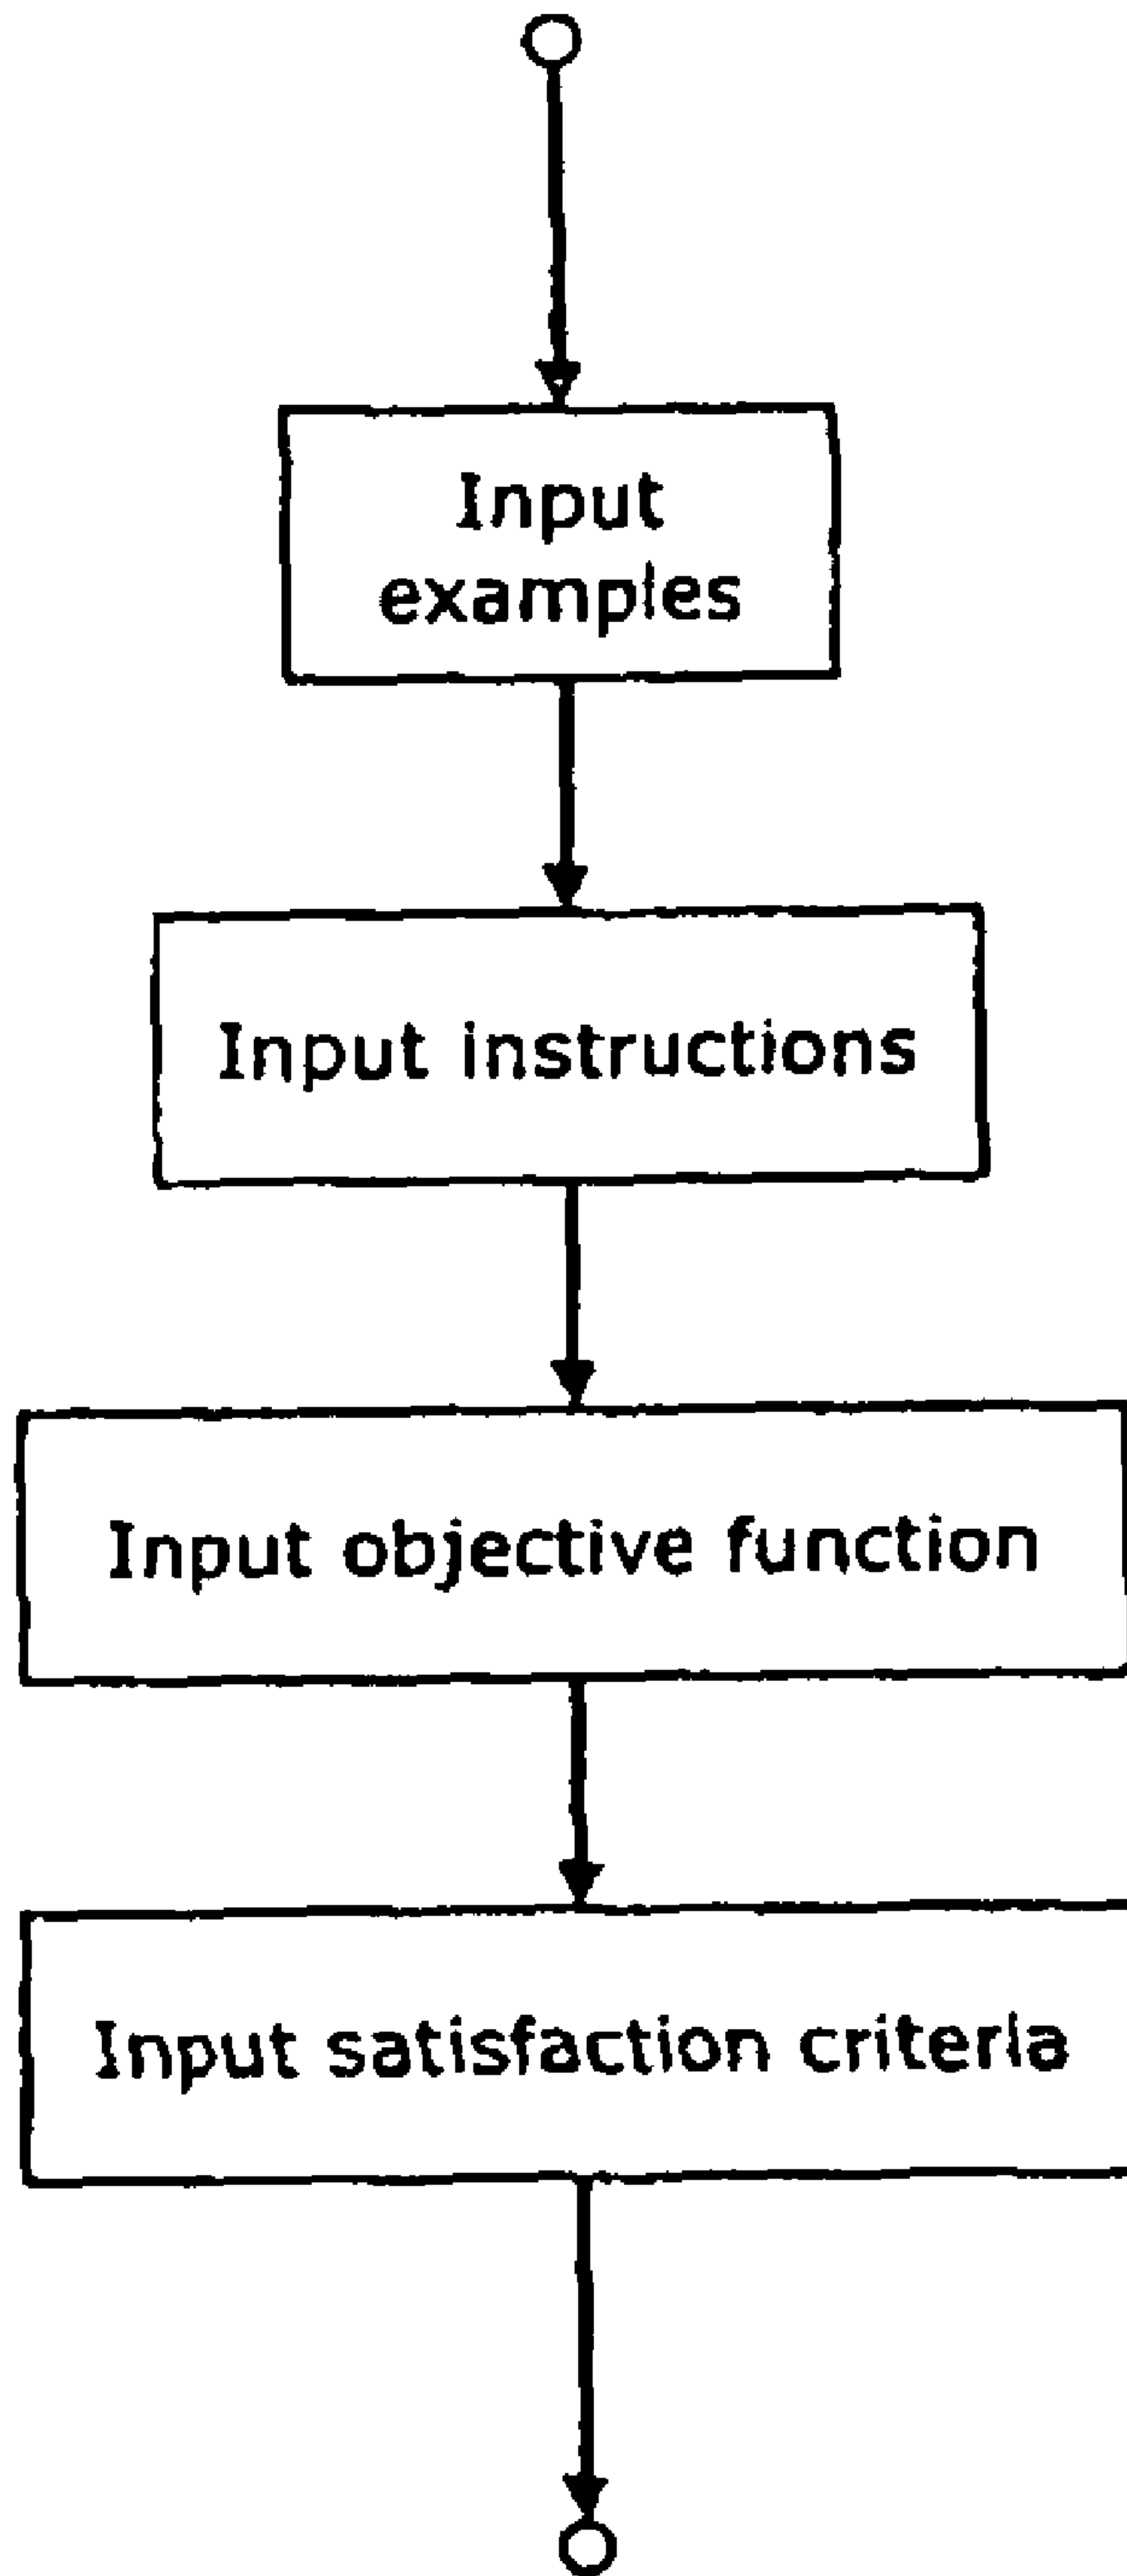 Input
examples
Input instructions
Input objective function
Input satisfaction criteria